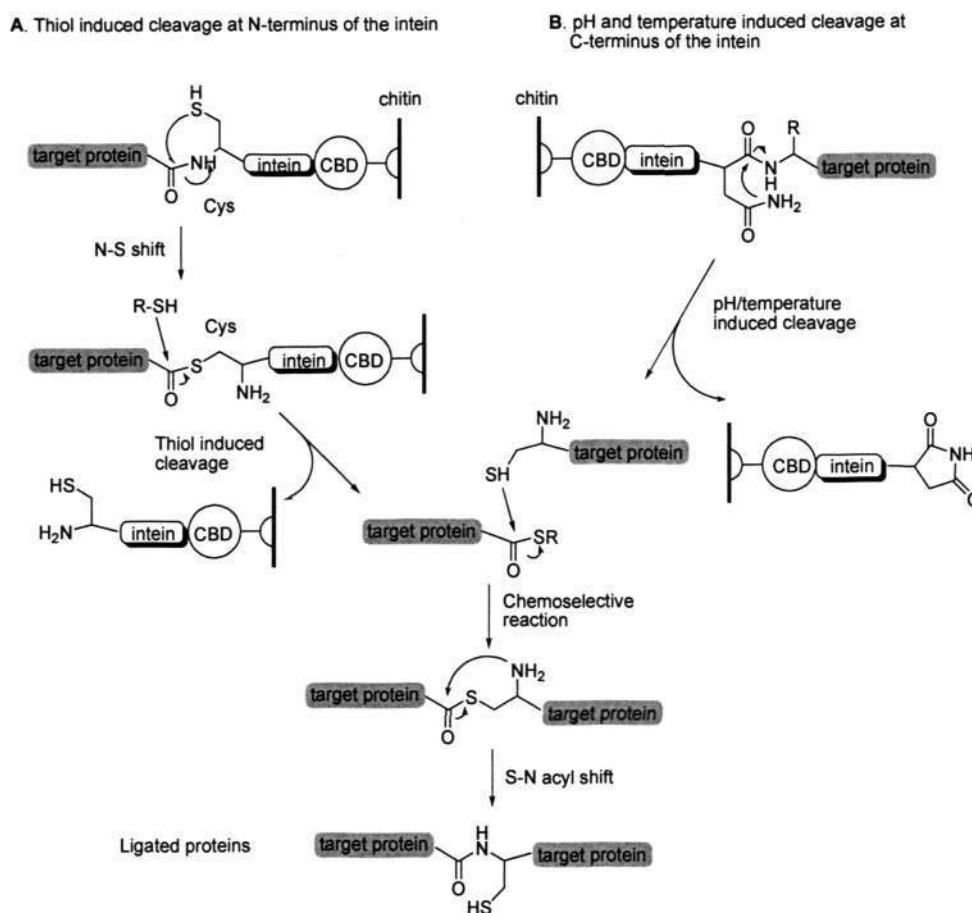 A. Thiol induced cleavage at N-terminus of the intein
B. pH and temperature induced cleavage at
C-terminus of the intein
H
S
chitin
target protein
NH
intein
CBD
O
Cys
chitin
CBD
intein
O
R
N
H
target protein
NH2
O
N-S shift
R-SH
Cys
target protein
S
O
NH2
intein
CBD
pH/temperature
induced cleavage
Thiol induced
cleavage
HS
H2N
intein
CBD
NH2
SH
target protein
CBD
intein
O
NH
O
target protein
SR
O
Chemoselective
reaction
NH2
target protein
S
O
target protein
S-N acyl shift
Ligated proteins
target protein
H
N
O
target protein
HS